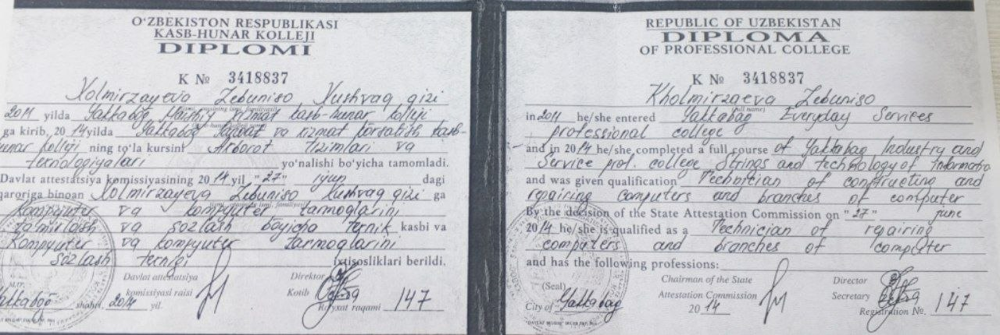 O'ZBEKISTON RESPUBLIKASI
KASB-HUNAR KOLLEJI
DIPLOMI
K № 3418837
Xolmirzayeva Zebuniso Xushvaq qizi
2011 yilda Yakkabog' Maishiy xizmat kasb-hunar kolleji
ga kirib, 2014 yilda Yakkabog' va xizmat ko'rsatish kasb-
unar kolleji ning to'la kursini Axborot tizimlari va
texnologiyalari yo'nalishi bo'yicha tamomladi.
Davlat attestatsiya komissiyasining 2014 yil "27" iyun dagi
qaroriga binoan Xolmirzayeva Zebuniso Xushvaq qizi ga
Kompyuter va kompyuter tarmoqlarini
ta'mirlash va sozlash boyicha texnik kasbi va
Kompyuter va kompyuter tarmoqlarini
sozlash texnigi ixtisosliklari berildi.
Davlat attestatsiya
komissiyasi raisi
Direktor
Kotib
M.O'.
Yakkabog' shahri, 2014 yil.
Ro'yxat raqami 147
REPUBLIC OF UZBEKISTAN
DIPLOMA
OF PROFESSIONAL COLLEGE
K № 3418837
Kholmirzaeva Zebuniso
(full name)
in 2011 he/she entered Yakkabag Everyday Services
professional college
and in 2014 he/she completed a full course of Yakkabag Industry and
Service prof. college Strings and technology of Informatio
and was given qualification Technician of constructing and
repairing computers and branches of computer
By the decision of the State Attestation Commission on "27" june
2014 he/she is qualified as a Technician of repairing
computers and branches of computer
and has the following professions:
(Seal)
Chairman of the State
Attestation Commission
2014
Director
Secretary
City of Yakkabag
Registration №. 147